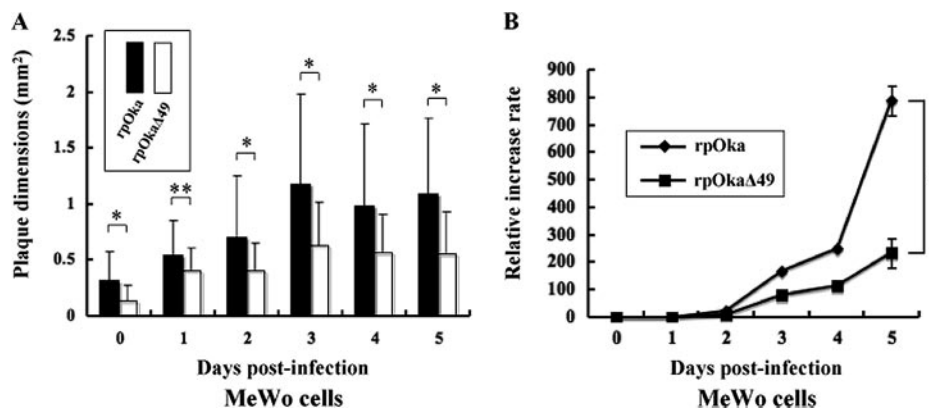 A
Plaque dimensions (mm²)
2.5
2
1.5
1
0.5
0
rpOka
rpOkaΔ49
*
**
*
*
*
*
0 1 2 3 4 5
Days post-infection
MeWo cells
B
Relative increase rate
900
800
700
600
500
400
300
200
100
0
rpOka
rpOkaΔ49
0 1 2 3 4 5
Days post-infection
MeWo cells